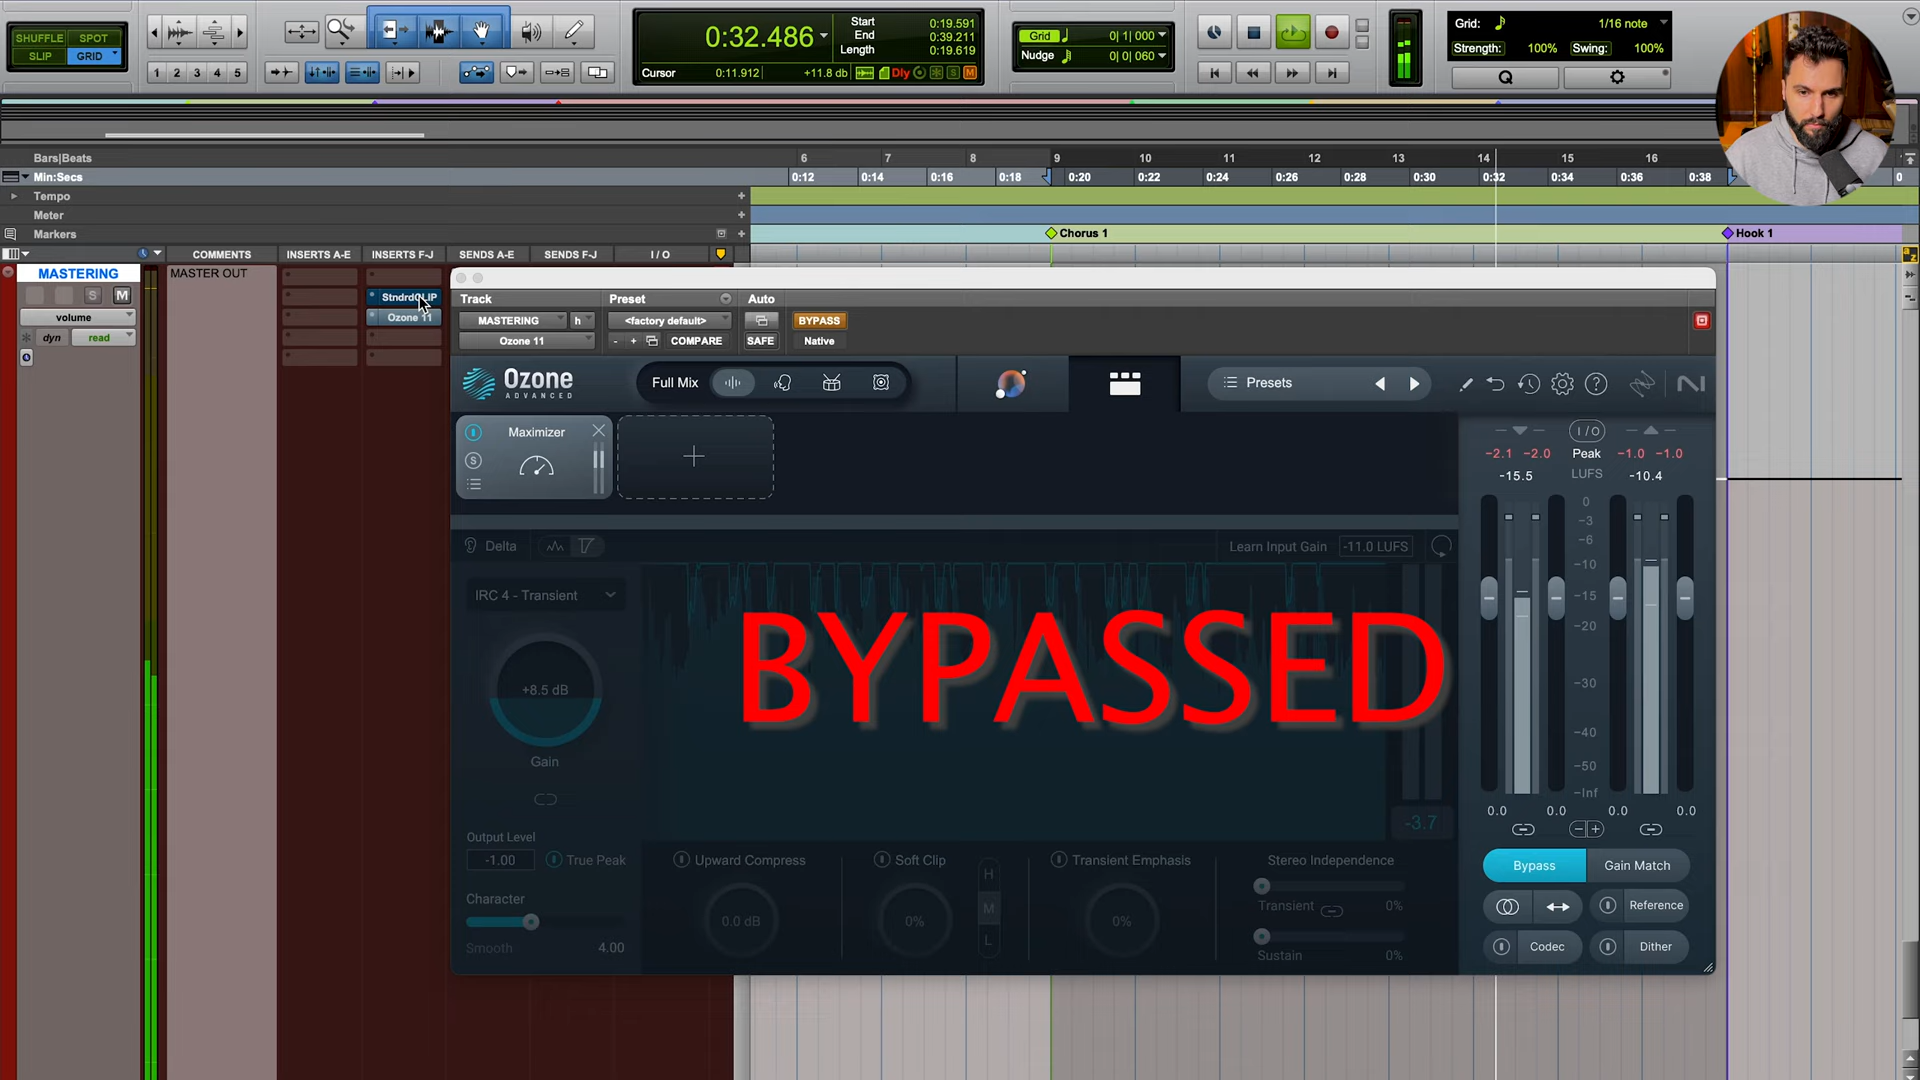 SHUFFLE SPOT
SLIP GRID
1 2 3 4 5
0:32.486
Start 0:19.591
End 0:39.211
Length 0:19.619
Cursor 0:11.912 +11.8 db Dly S M
Grid 0| 1| 000
Nudge 0| 0| 060
Grid: 1/16 note
Strengh: 100% Swing: 100%
Q
Bars|Beats 6 7 8 9 10 11 12 13 14 15 16
Min:Secs 0:12 0:14 0:16 0:18 0:20 0:22 0:24 0:26 0:28 0:30 0:32 0:34 0:36 0:38 0
Tempo
Meter
Markers Chorus 1 Hook 1
COMMENTS INSERTS A-E INSERTS F-J SENDS A-E SENDS F-J I / O
MASTERING
MASTER OUT
S M
volume
dyn read
StndrdCLIP
Ozone 11
Track Preset Auto
MASTERING h <factory default> BYPASS
Ozone 11 - + COMPARE SAFE Native
Ozone
ADVANCED
Full Mix
Presets
Maximizer
S
I / O
-2.1 -2.0 Peak -1.0 -1.0
-15.5 LUFS -10.4
Delta
Learn Input Gain -11.0 LUFS
IRC 4 - Transient
+8.5 dB
Gain
BYPASSED
0
-3
-6
-10
-15
-20
-30
-40
-50
-Inf
0.0 0.0 0.0 0.0
-3.7
Output Level
-1.00 True Peak
Character
Smooth 4.00
Upward Compress
0.0 dB
Soft Clip
0%
H
M
L
Transient Emphasis
0%
Stereo Independence
Transient 0%
Sustain 0%
Bypass Gain Match
Reference
Codec Dither